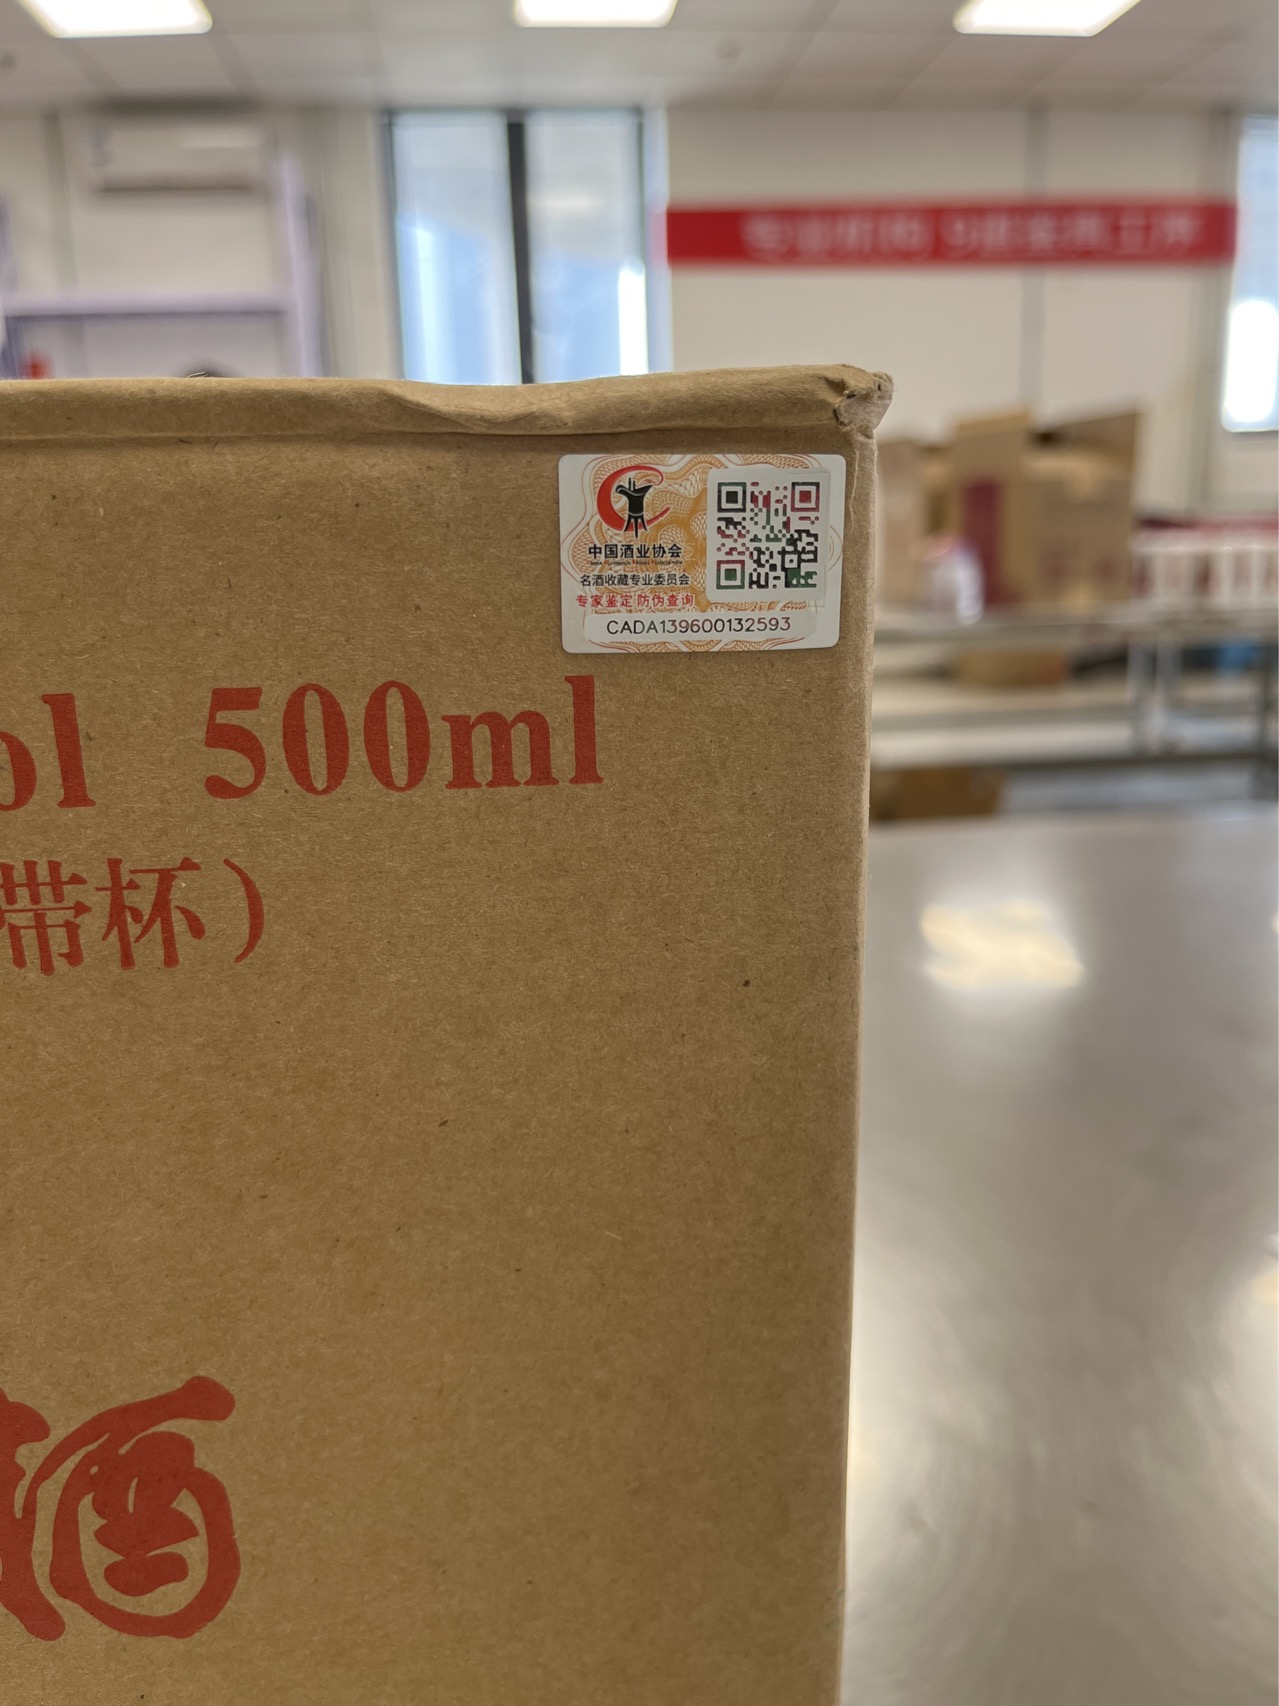 中国酒业协会
名酒收藏专业委员会
专家鉴定防伪查询
CADA139600132593
ol 500ml
带杯）
酒